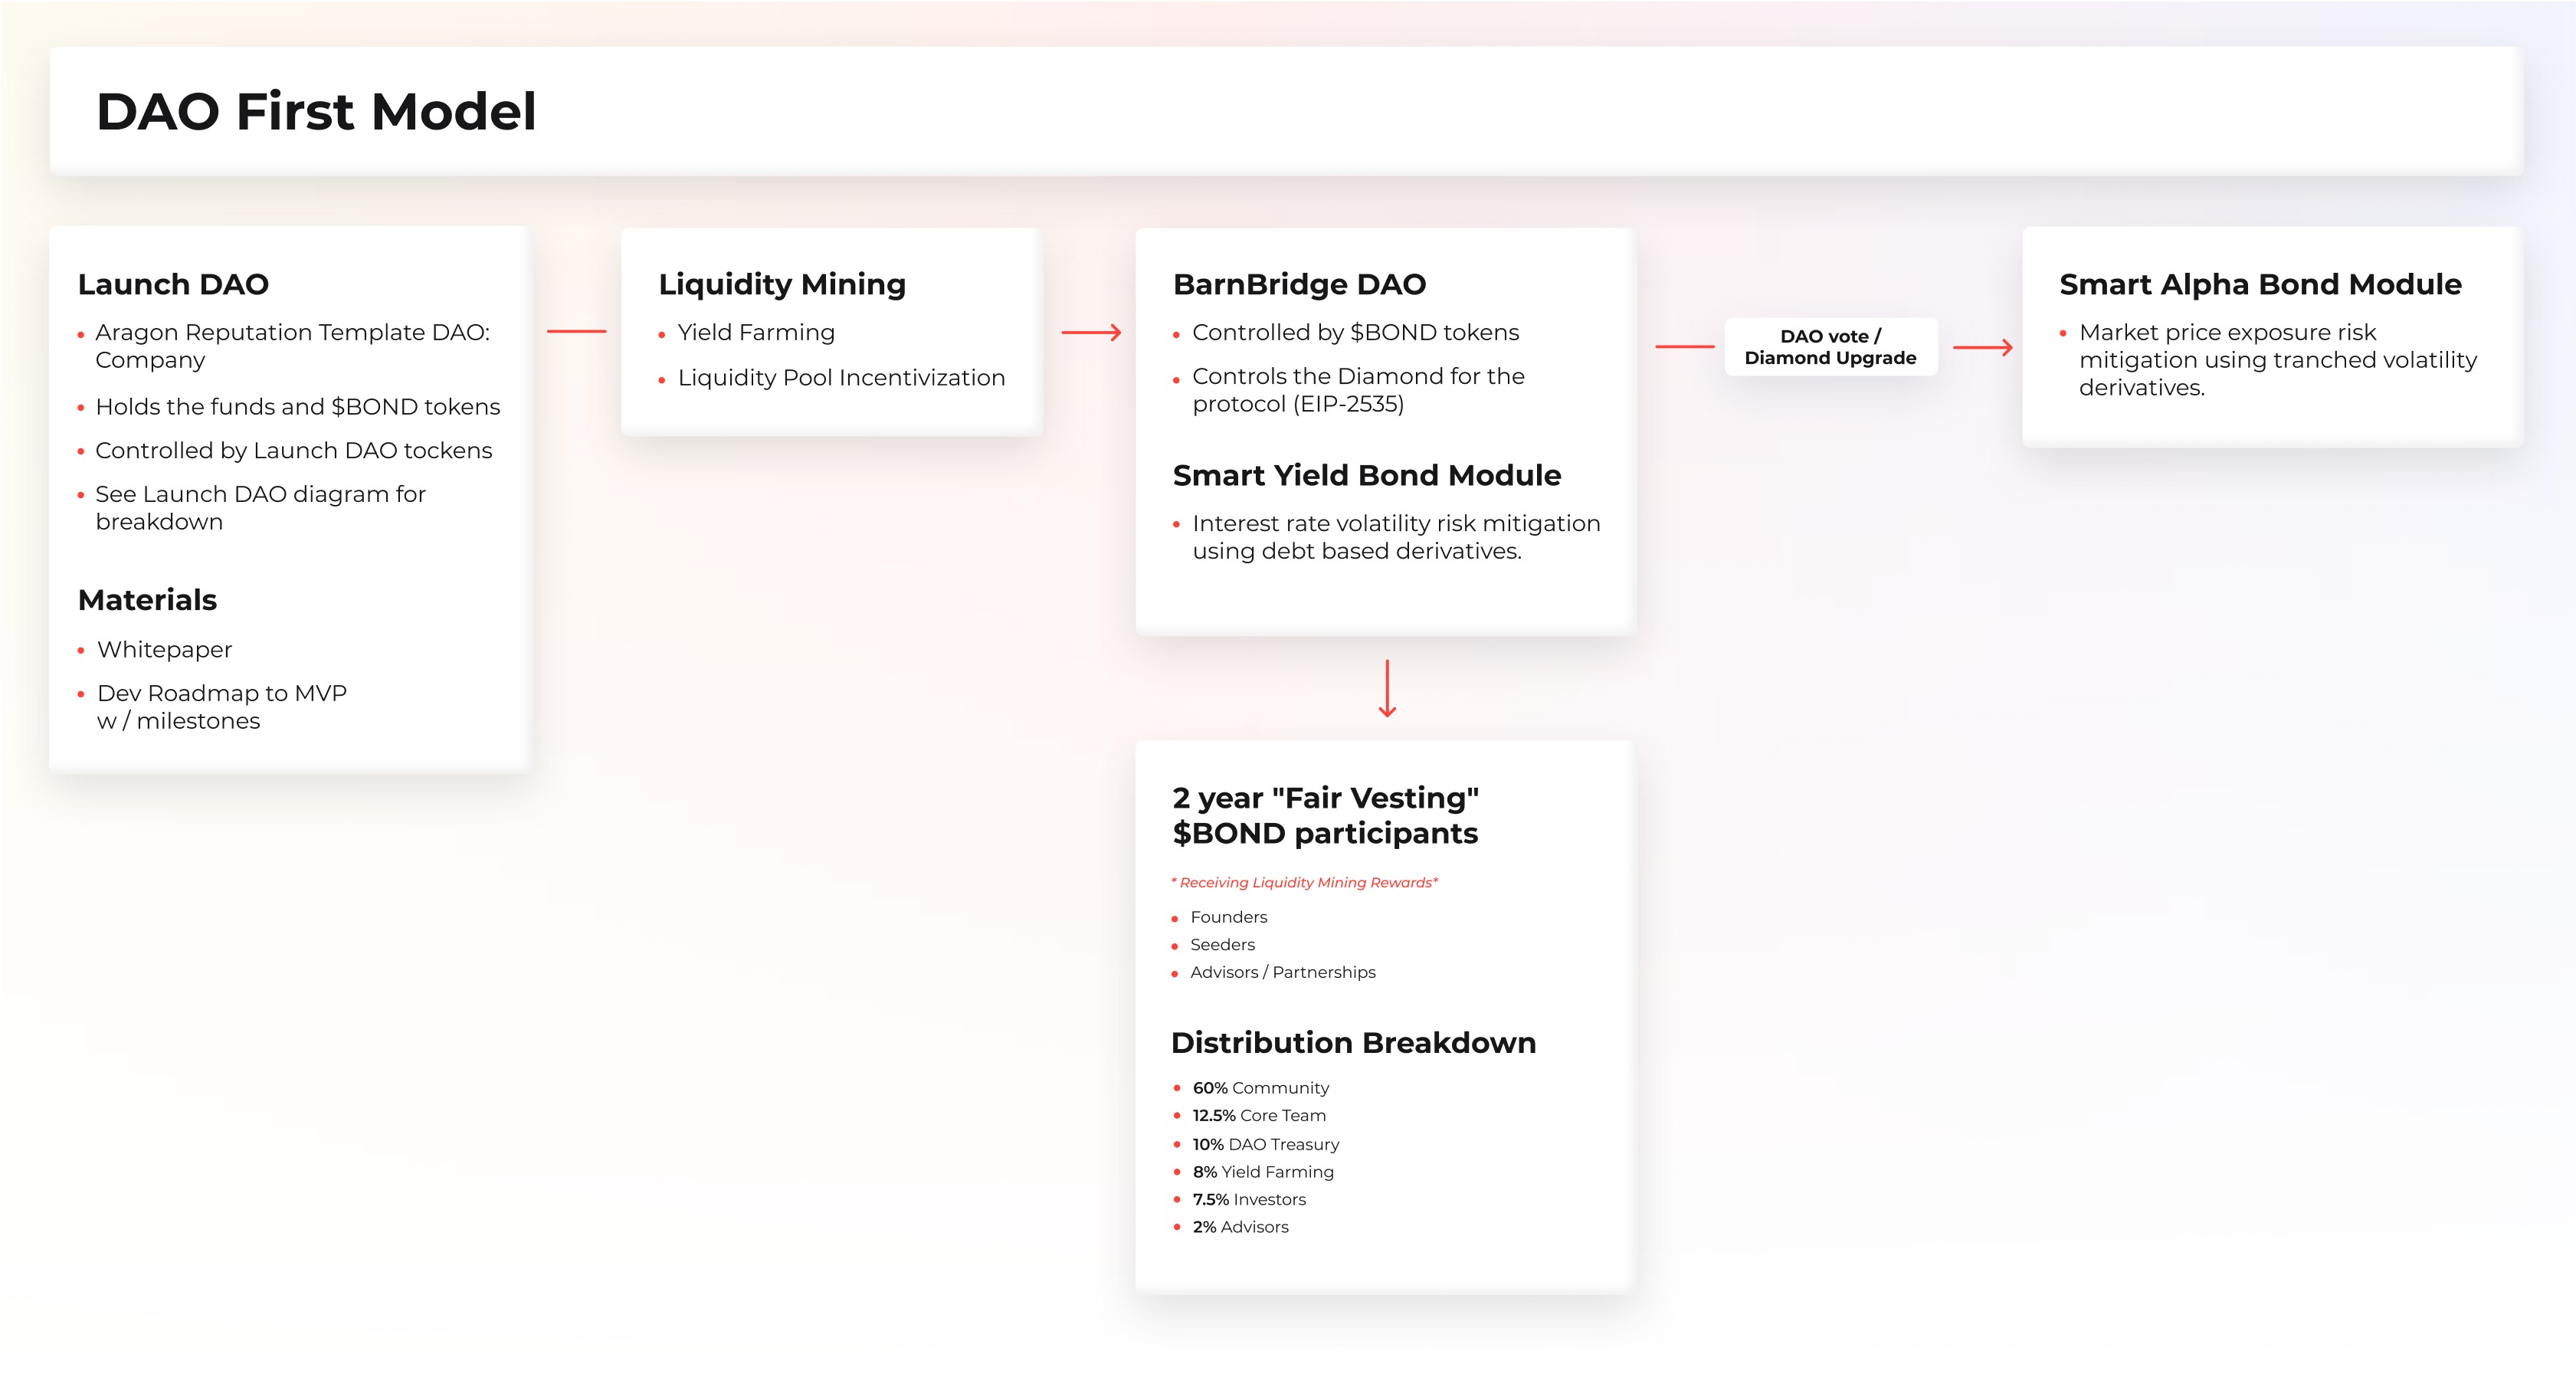 DAO First Model
Launch DAO
Aragon Reputation Template DAO:
Company
Holds the funds and $BOND tokens
Controlled by Launch DAO tockens
See Launch DAO diagram for
breakdown
Materials
Whitepaper
Dev Roadmap to MVP
w / milestones
Liquidity Mining
Yield Farming
Liquidity Pool Incentivization
BarnBridge DAO
Controlled by $BOND tokens
Controls the Diamond for the
protocol (EIP-2535)
Smart Yield Bond Module
Interest rate volatility risk mitigation
using debt based derivatives.
DAO vote /
Diamond Upgrade
Smart Alpha Bond Module
Market price exposure risk
mitigation using tranched volatility
derivatives.
2 year "Fair Vesting"
$BOND participants
* Receiving Liquidity Mining Rewards*
Founders
Seeders
Advisors / Partnerships
Distribution Breakdown
60% Community
12.5% Core Team
10% DAO Treasury
8% Yield Farming
7.5% Investors
2% Advisors